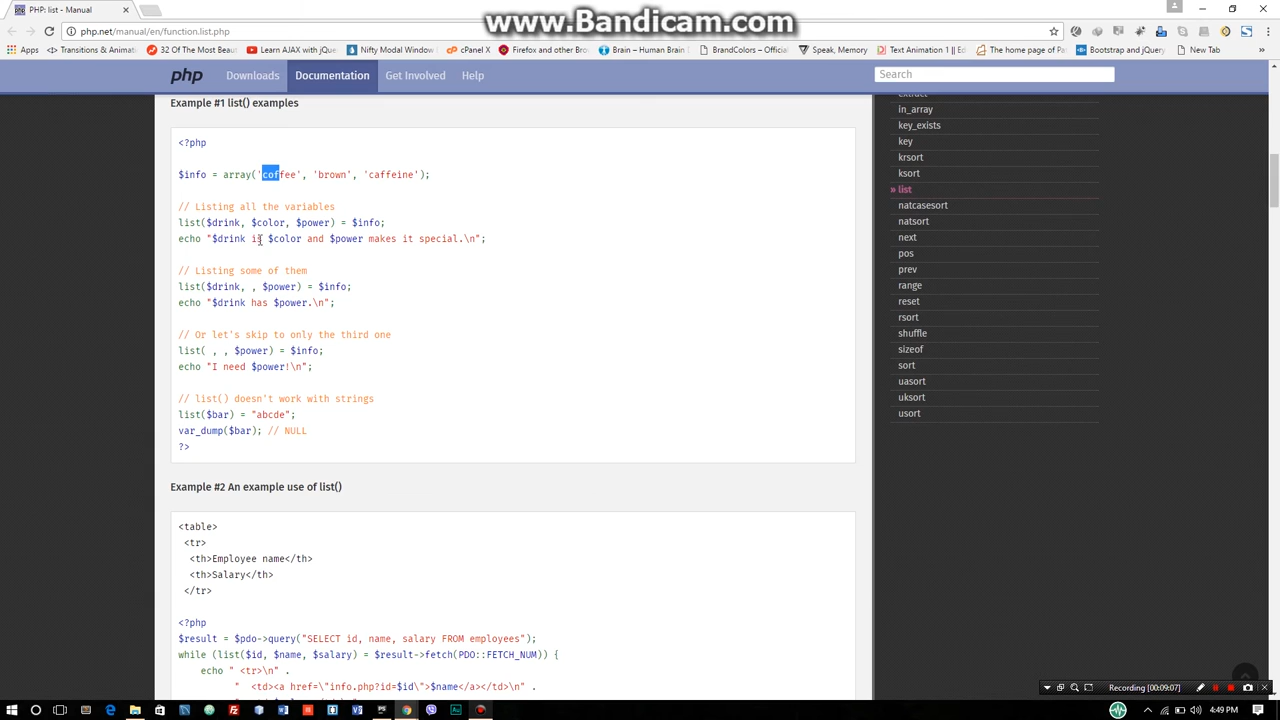 www.Bandicam.com
PHP: list - Manual
php.net/manual/en/function.list.php
Apps
Transitions & Animati
32 Of The Most Beaut
Learn AJAX with jQue
Nifty Modal Window E
cPanel X
Firefox and other Bro
Brain – Human Brain
BrandColors – Official
Speak, Memory
Text Animation 1 || Ed
The home page of Pa
Bootstrap and jQuery
New Tab
php
Downloads
Documentation
Get Involved
Help
Search
Example #1 list() examples
<?php
$info = array('coffee', 'brown', 'caffeine');
// Listing all the variables
list($drink, $color, $power) = $info;
echo "$drink is $color and $power makes it special.\n";
// Listing some of them
list($drink, , $power) = $info;
echo "$drink has $power.\n";
// Or let's skip to only the third one
list( , , $power) = $info;
echo "I need $power!\n";
// list() doesn't work with strings
list($bar) = "abcde";
var_dump($bar); // NULL
?>
Example #2 An example use of list()
<table>
<tr>
<th>Employee name</th>
<th>Salary</th>
</tr>
<?php
$result = $pdo->query("SELECT id, name, salary FROM employees");
while (list($id, $name, $salary) = $result->fetch(PDO::FETCH_NUM)) {
echo " <tr>\n" .
"  <td><a href=\"info.php?id=$id\">$name</a></td>\n" .
extract
in_array
key_exists
key
krsort
ksort
» list
natcasesort
natsort
next
pos
prev
range
reset
rsort
shuffle
sizeof
sort
uasort
uksort
usort
Recording [00:09:07]
4:49 PM